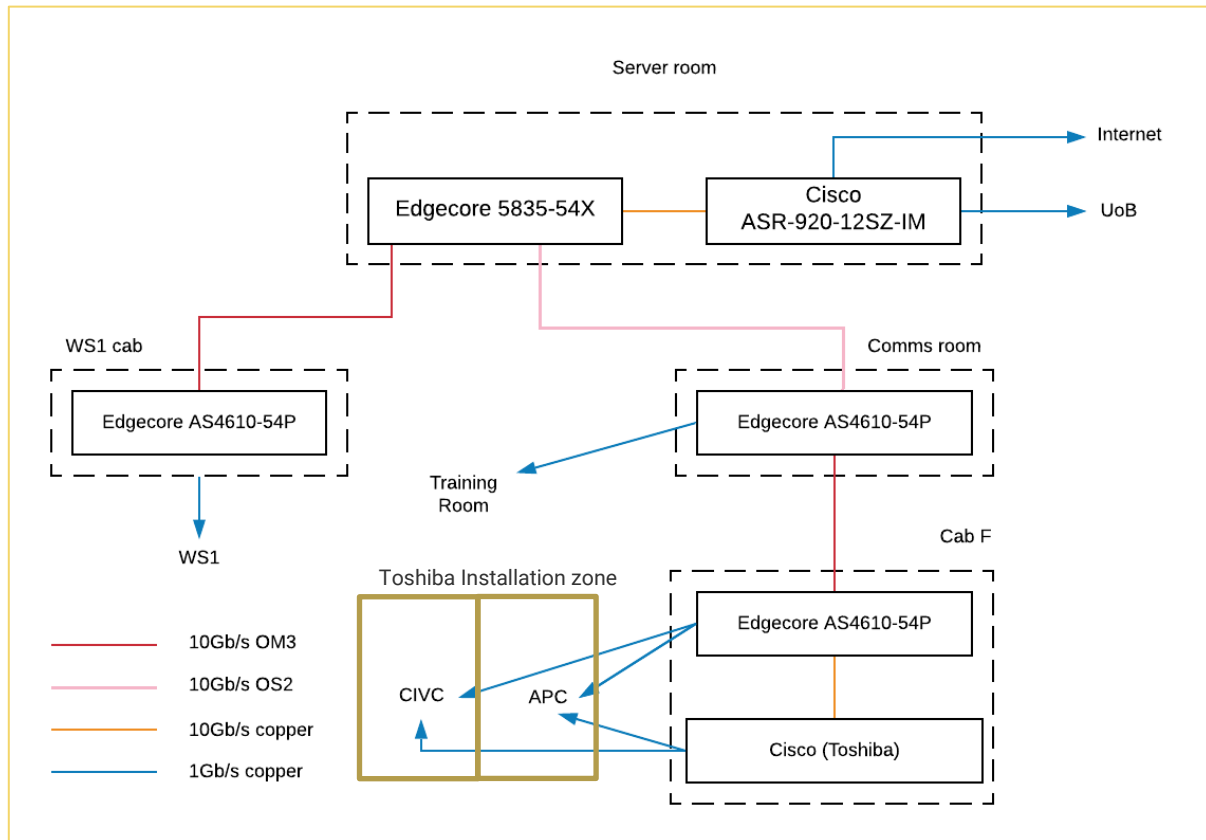 Server room
Internet
Edgecore 5835-54X
Cisco
ASR-920-12SZ-IM
UoB
WS1 cab
Comms room
Edgecore AS4610-54P
Edgecore AS4610-54P
Training
Room
WS1
Cab F
Toshiba Installation zone
Edgecore AS4610-54P
10Gb/s OM3
10Gb/s OS2
CIVC
APC
10Gb/s copper
Cisco (Toshiba)
1Gb/s copper